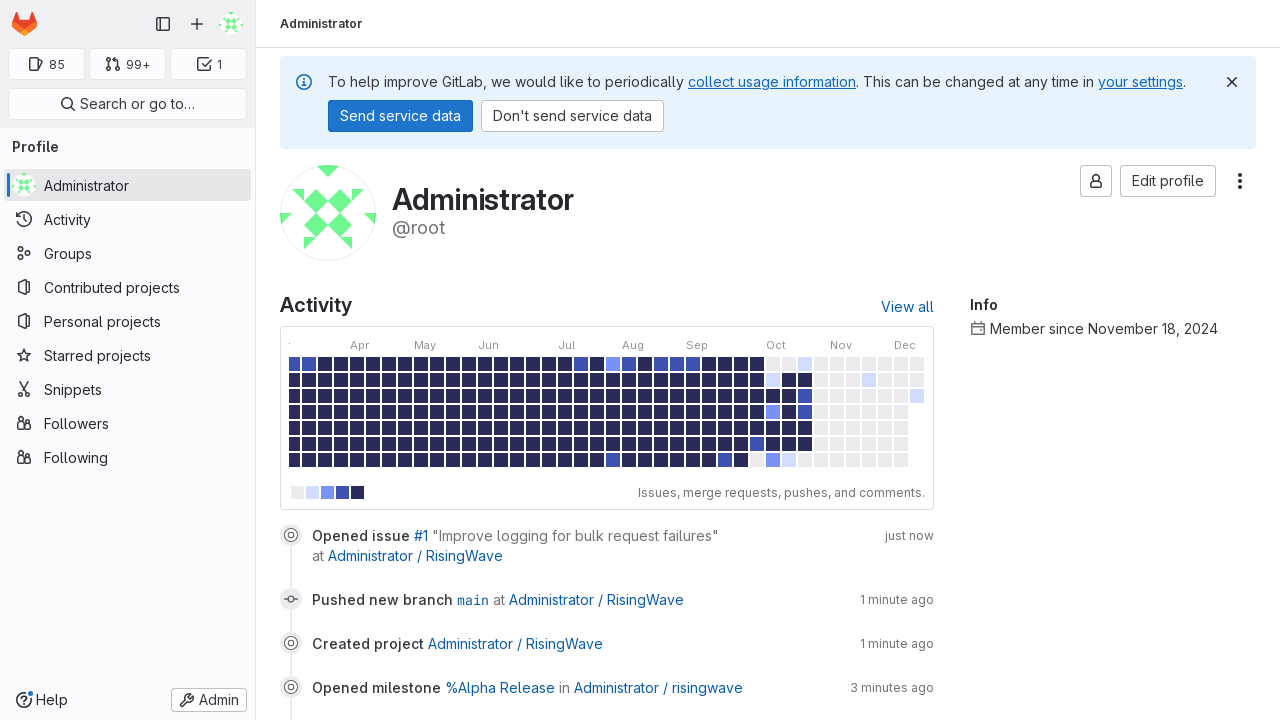 Administrator
85
99+
1
Search or go to…
Profile
Administrator
Activity
Groups
Contributed projects
Personal projects
Starred projects
Snippets
Followers
Following
Help
Admin
To help improve GitLab, we would like to periodically collect usage information. This can be changed at any time in your settings.
Send service data
Don't send service data
Edit profile
Administrator
@root
Activity
View all
Apr May Jun Jul Aug Sep Oct Nov Dec
Issues, merge requests, pushes, and comments.
Opened issue #1 "Improve logging for bulk request failures"
at Administrator / RisingWave
just now
Pushed new branch main at Administrator / RisingWave
1 minute ago
Created project Administrator / RisingWave
1 minute ago
Opened milestone %Alpha Release in Administrator / risingwave
3 minutes ago
Info
Member since November 18, 2024